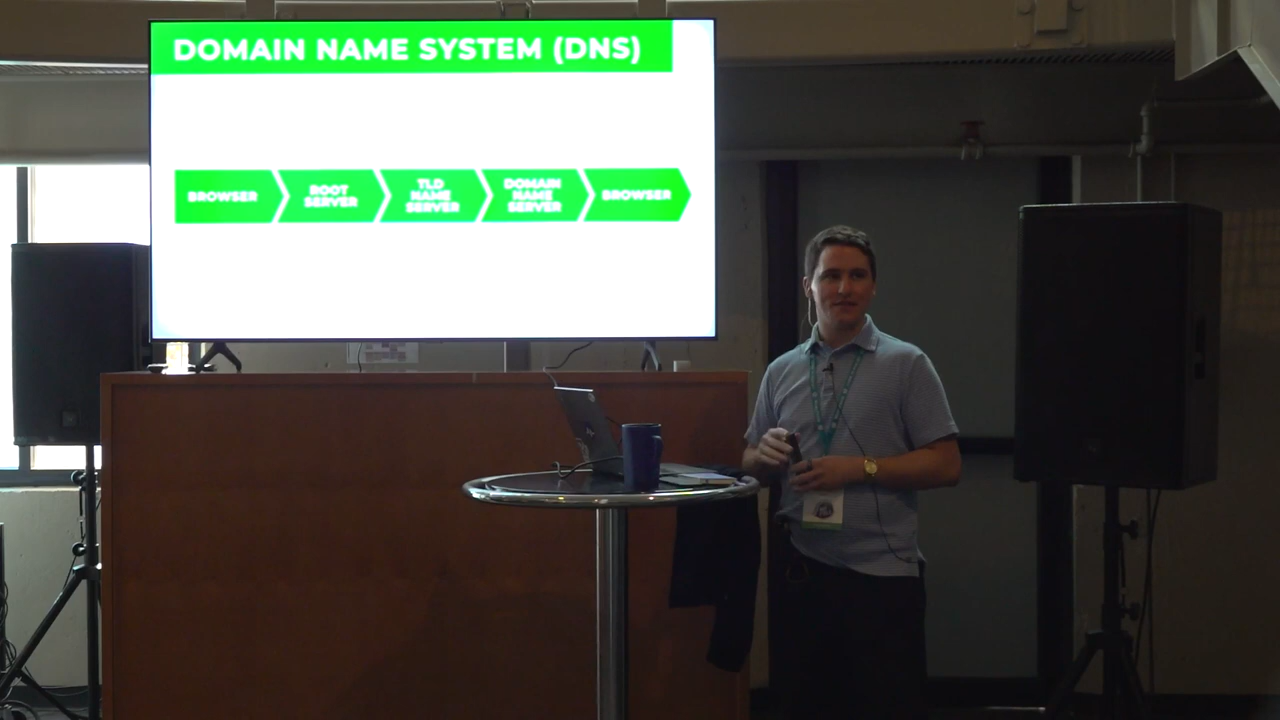 DOMAIN NAME SYSTEM (DNS)
BROWSER
ROOT
SERVER
TLD
NAME
SERVER
DOMAIN
NAME
SERVER
BROWSER